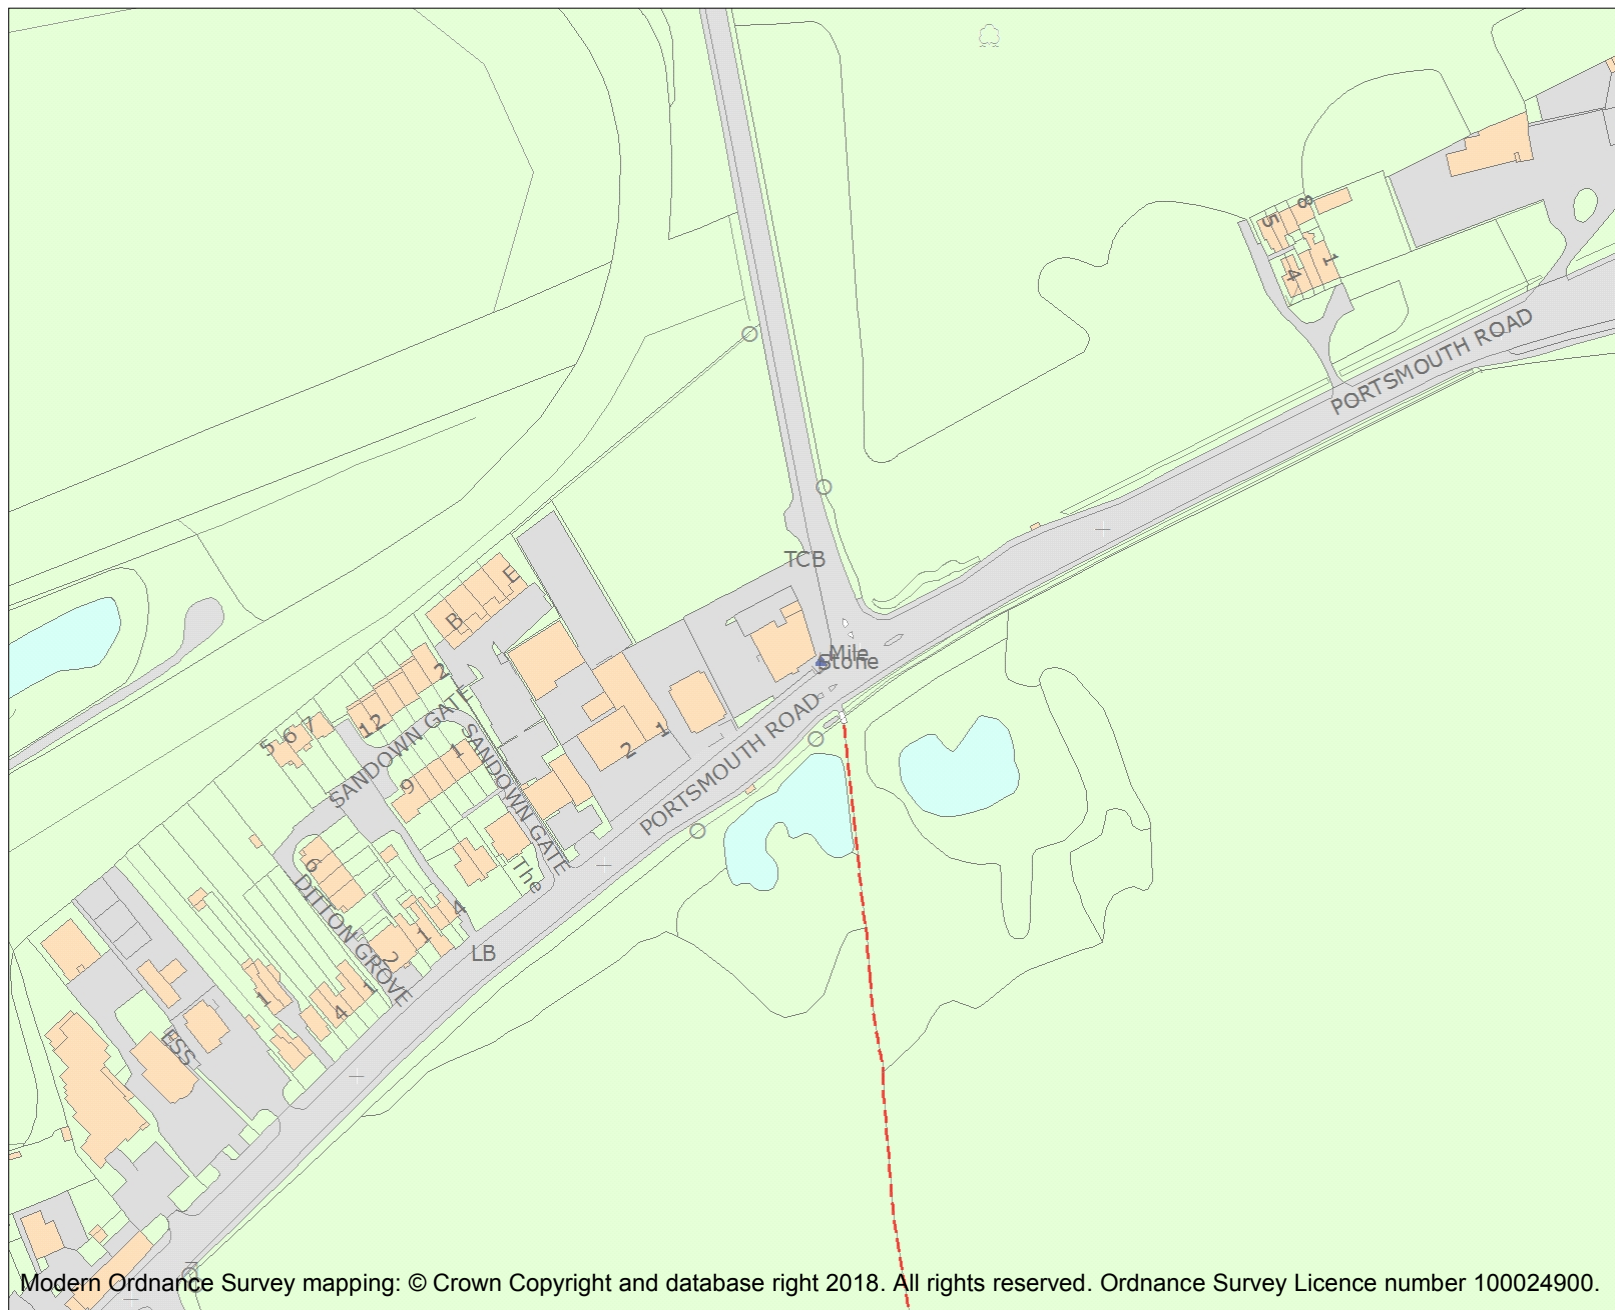 8
5
1
4
PORTSMOUTH ROAD
TCB
E
B
Mile
Stone
2
12
SANDOWN GATE
7
6
5
1
9
SANDOWN GATE
1
2
PORTSMOUTH ROAD
The
6
DITTON GROVE
4
1
2
LB
1
1
4
ESS
Modern Ordnance Survey mapping: © Crown Copyright and database right 2018. All rights reserved. Ordnance Survey Licence number 100024900.